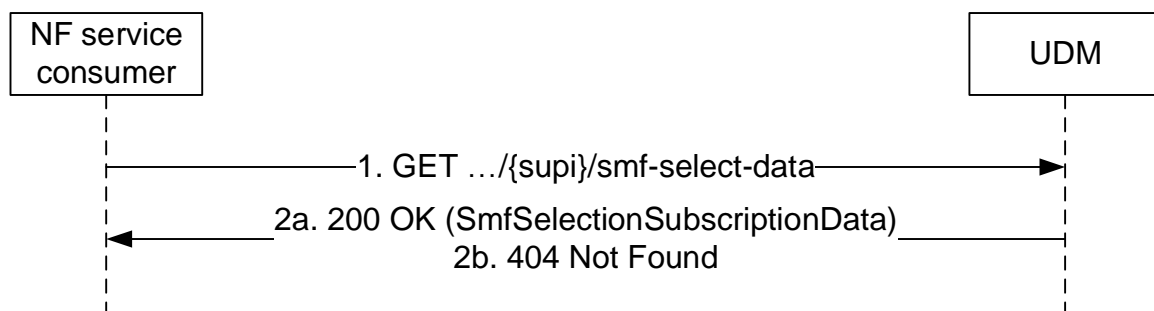 NF service
consumer
UDM
1. GET …/{supi}/smf-select-data
2a. 200 OK (SmfSelectionSubscriptionData)
2b. 404 Not Found